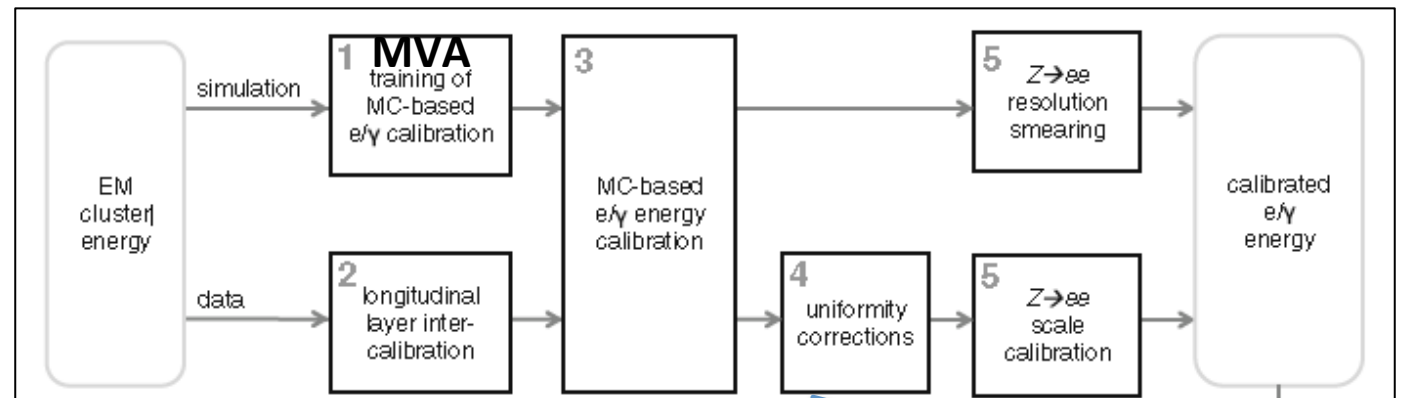 EM
cluster
energy
simulation
data
1
MVA
training of
MC-based
e/γ calibration
2
longitudinal
layer inter-
calibration
3
MC-based
e/γ energy
calibration
4
uniformity
corrections
5
Z→ee
resolution
smearing
5
Z→ee
scale
calibration
calibrated
e/γ
energy